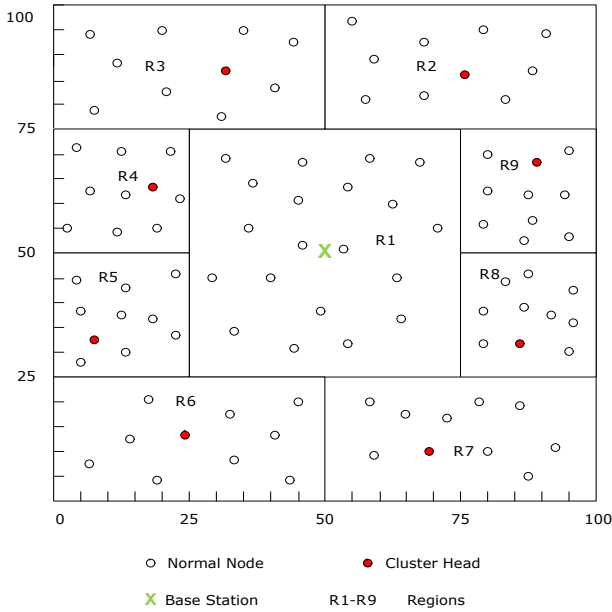 100
R3
R2
75
R4
R9
R1
50
R5
R8
25
R6
R7
0 25 50 75 100
Normal Node Cluster Head
X Base Station R1-R9 Regions